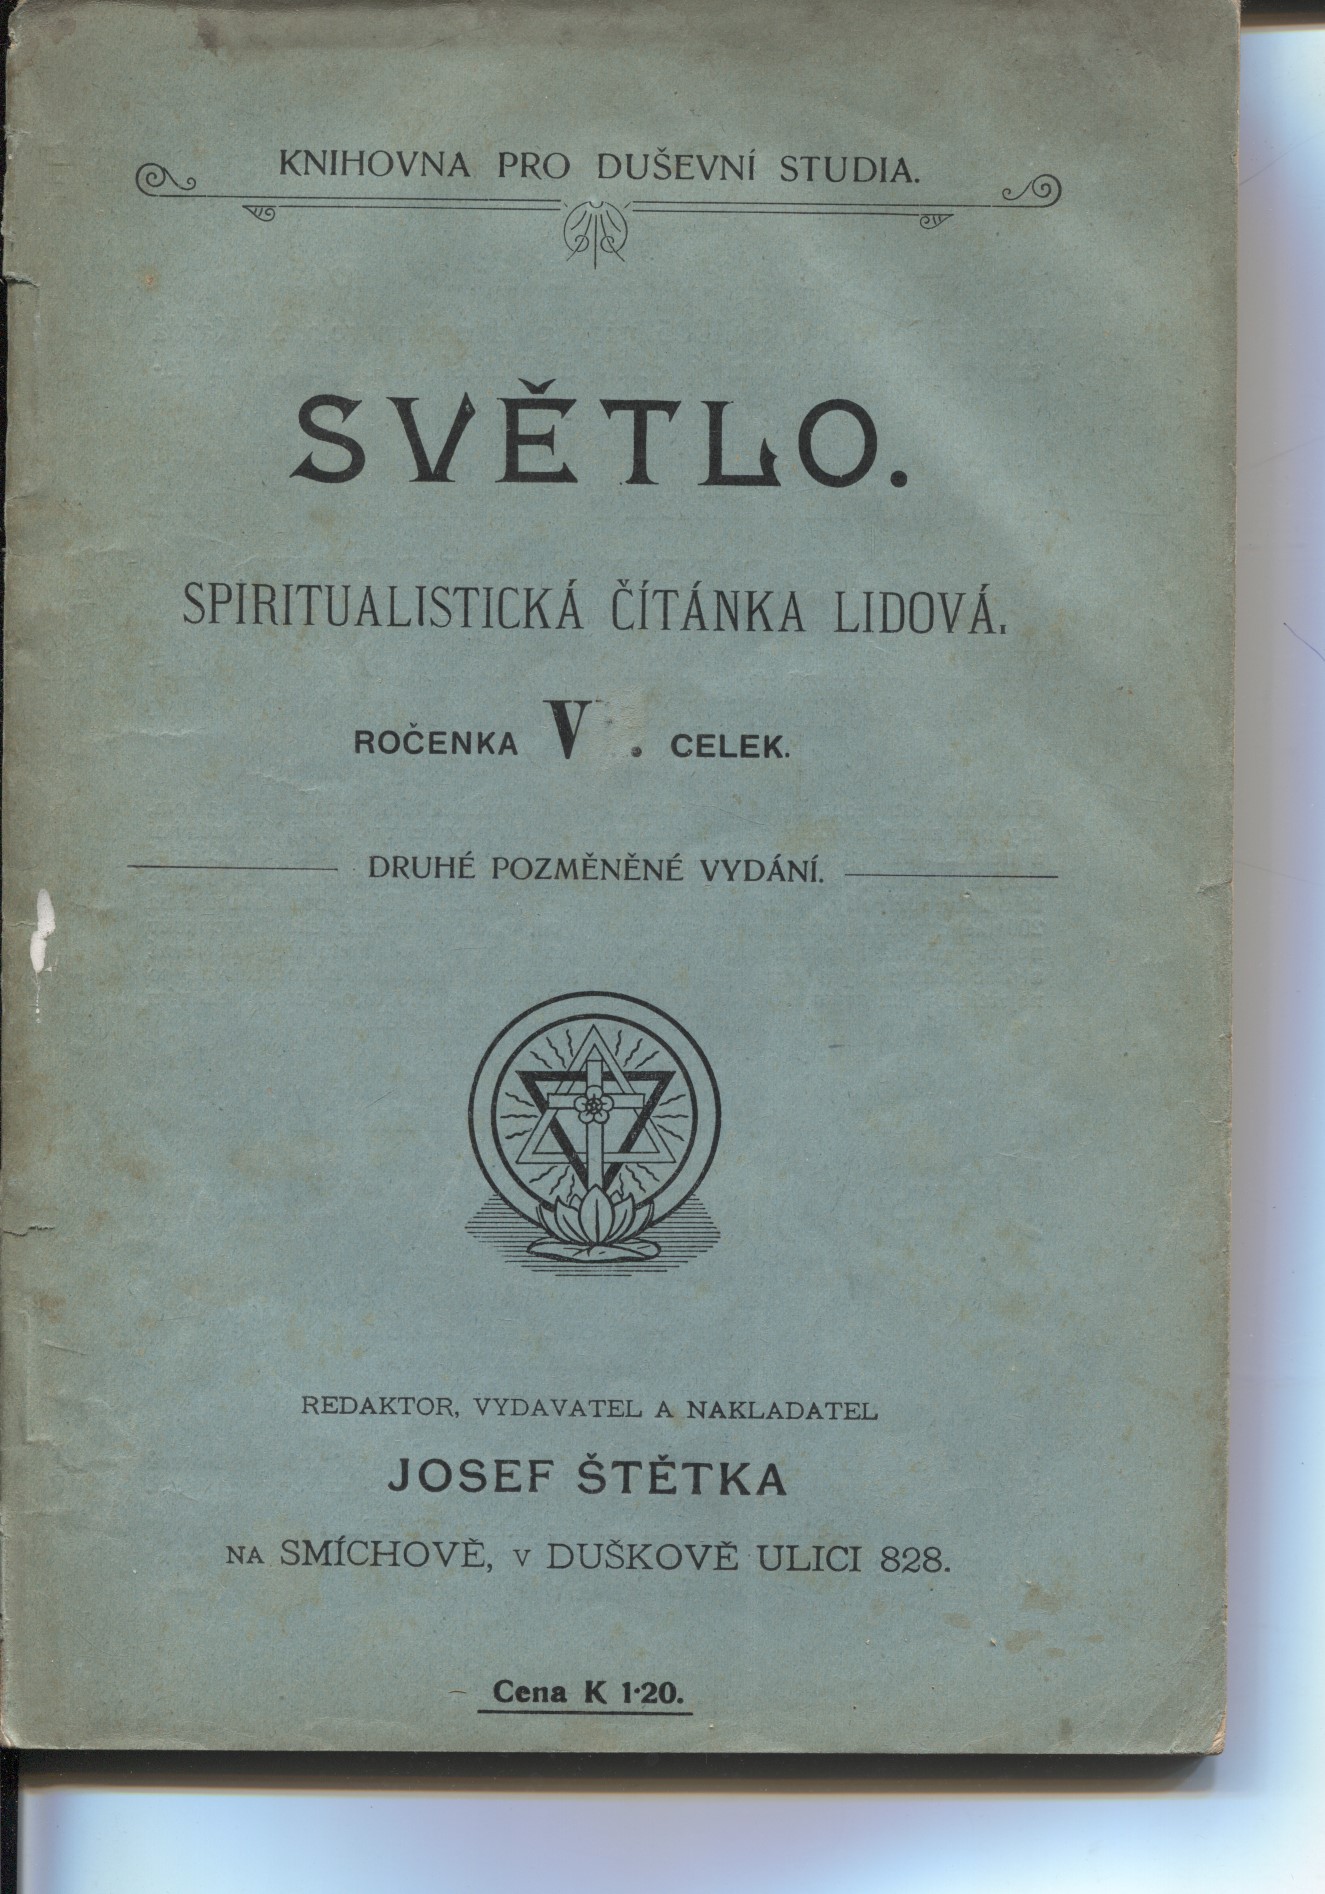 KNIHOVNA PRO DUŠEVNÍ STUDIA.
SVĚTLO.
SPIRITUALISTICKÁ ČÍTÁNKA LIDOVÁ.
ROČENKA V . CELEK.
DRUHÉ POZMĚNĚNÉ VYDÁNÍ.
REDAKTOR, VYDAVATEL A NAKLADATEL
JOSEF ŠTĚTKA
NA SMÍCHOVĚ, V DUŠKOVĚ ULICI 828.
Cena K 1·20.